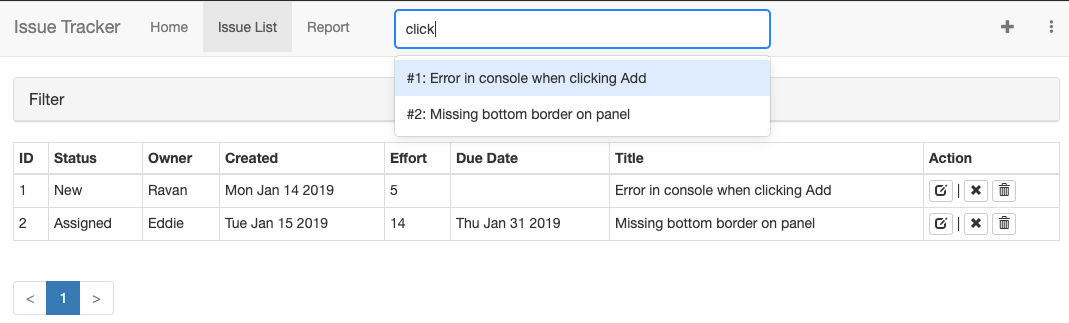 Issue Tracker Home Issue List Report click
#1: Error in console when clicking Add
#2: Missing bottom border on panel
Filter
ID Status Owner Created Effort Due Date Title Action
1 New Ravan Mon Jan 14 2019 5 Error in console when clicking Add |
2 Assigned Eddie Tue Jan 15 2019 14 Thu Jan 31 2019 Missing bottom border on panel |
< 1 >